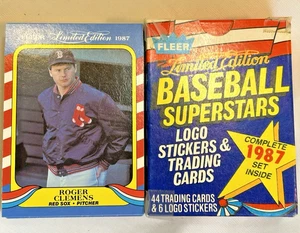 Limited Edition 1987
ROGER
CLEMENS
RED SOX • PITCHER
FLEER
Limited Edition
BASEBALL
SUPERSTARS
LOGO
STICKERS &
TRADING
CARDS
COMPLETE
1987
SET
INSIDE
44 TRADING CARDS
& 6 LOGO STICKERS